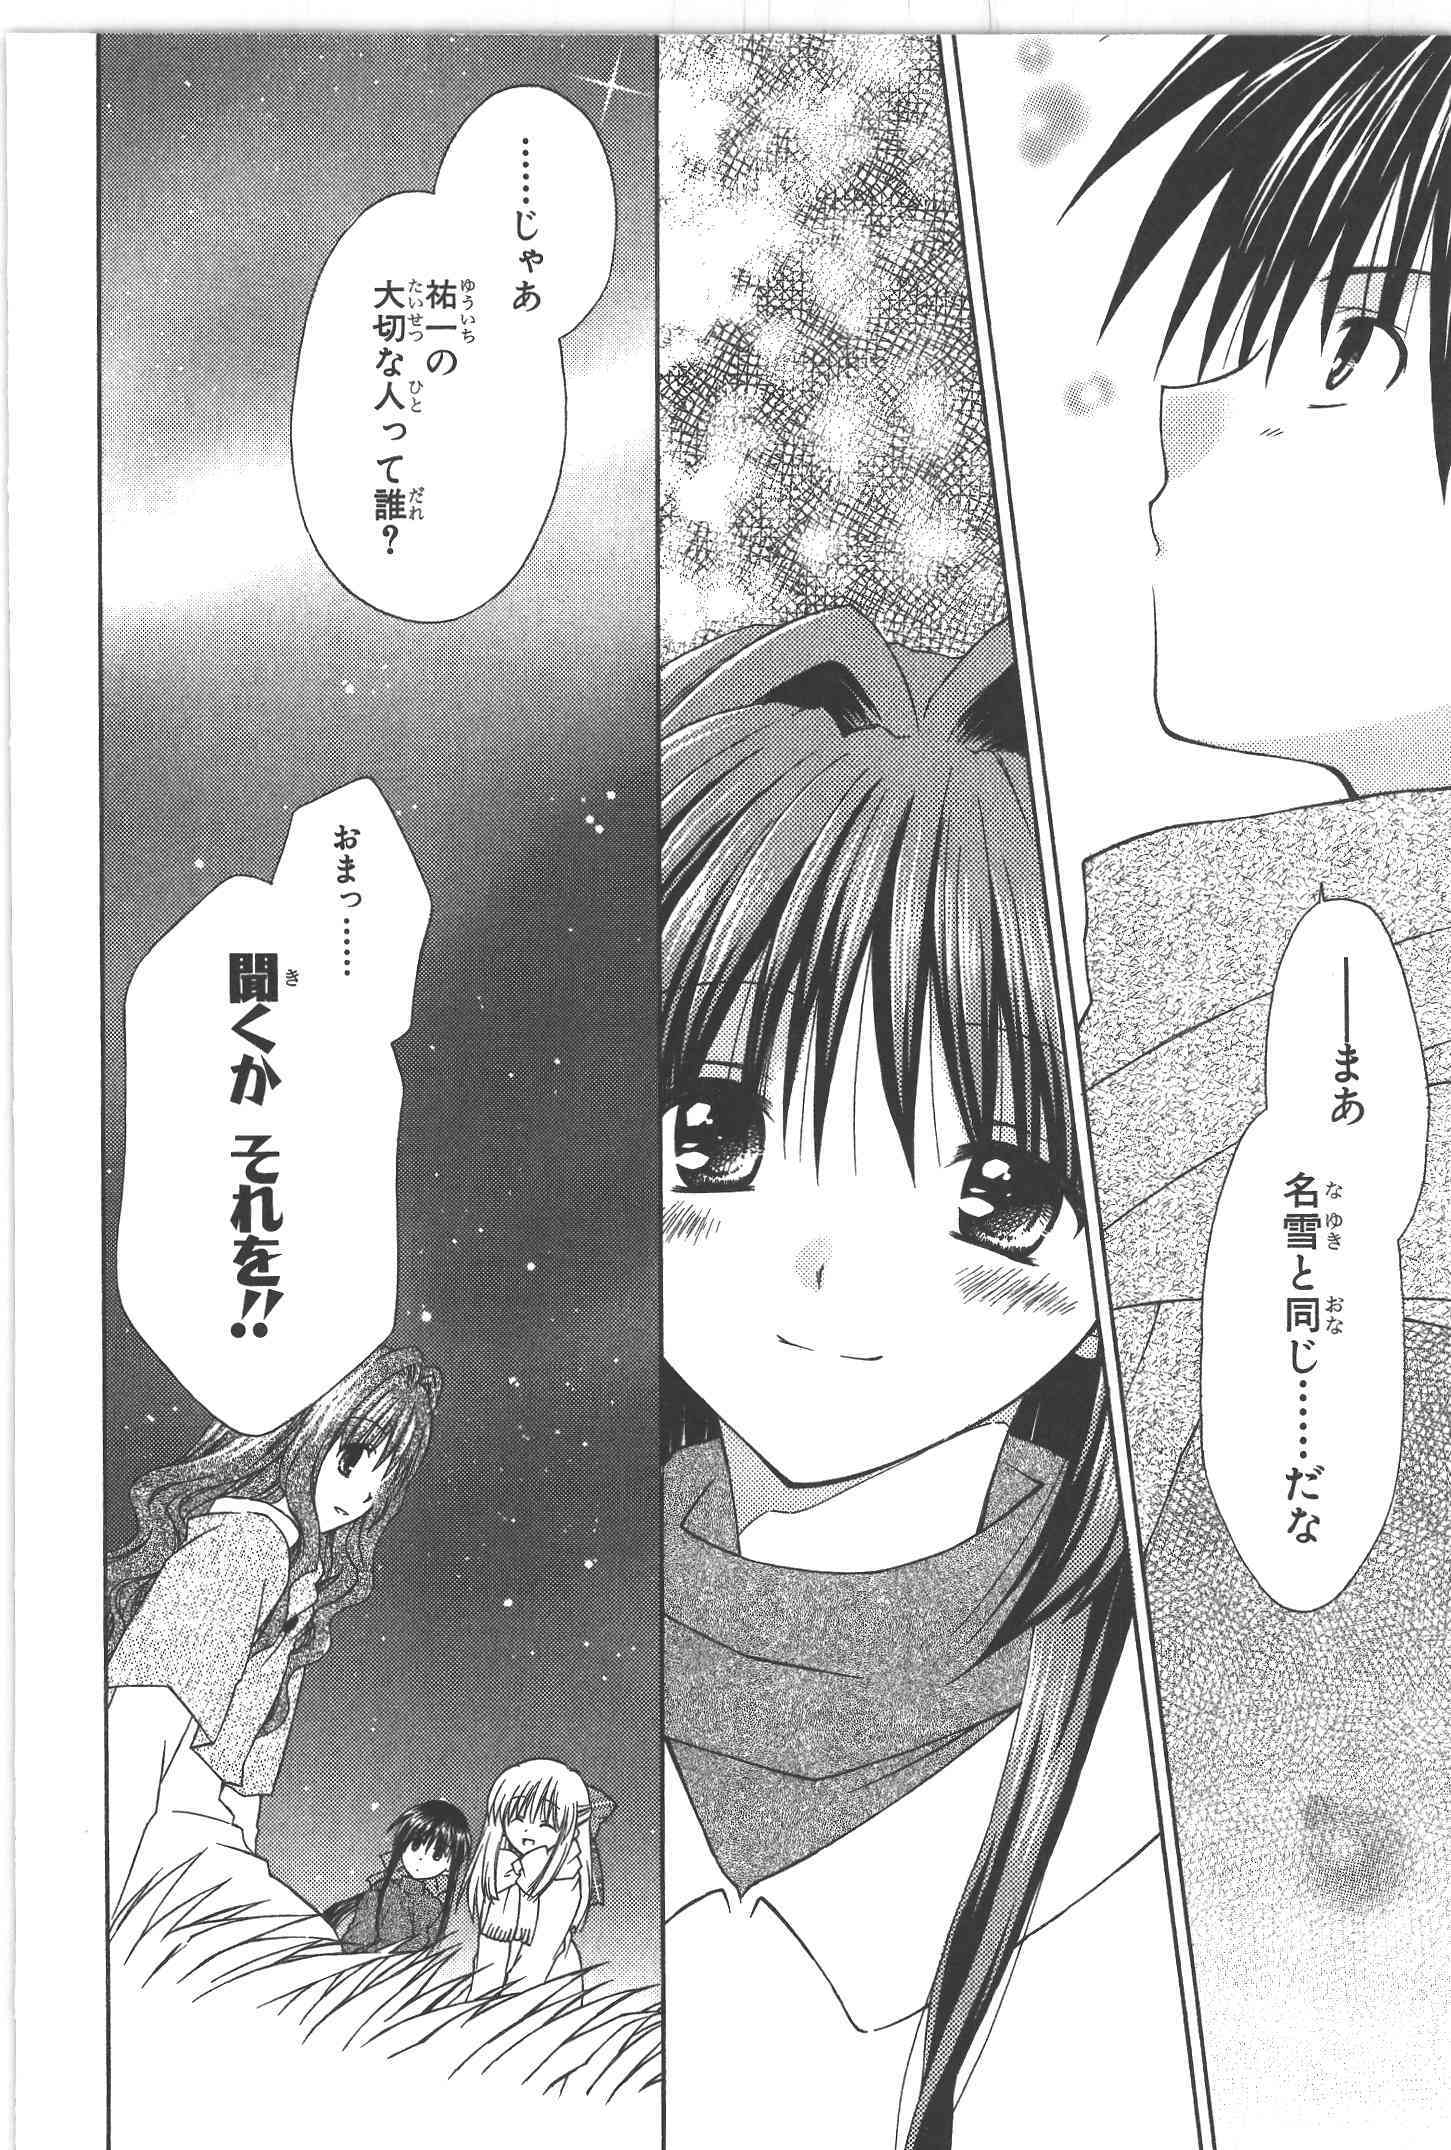 ――まあ
名雪と同じ………だな
……じゃあ
祐一の
大切な人って誰?
おまっ……
聞くか それを!!